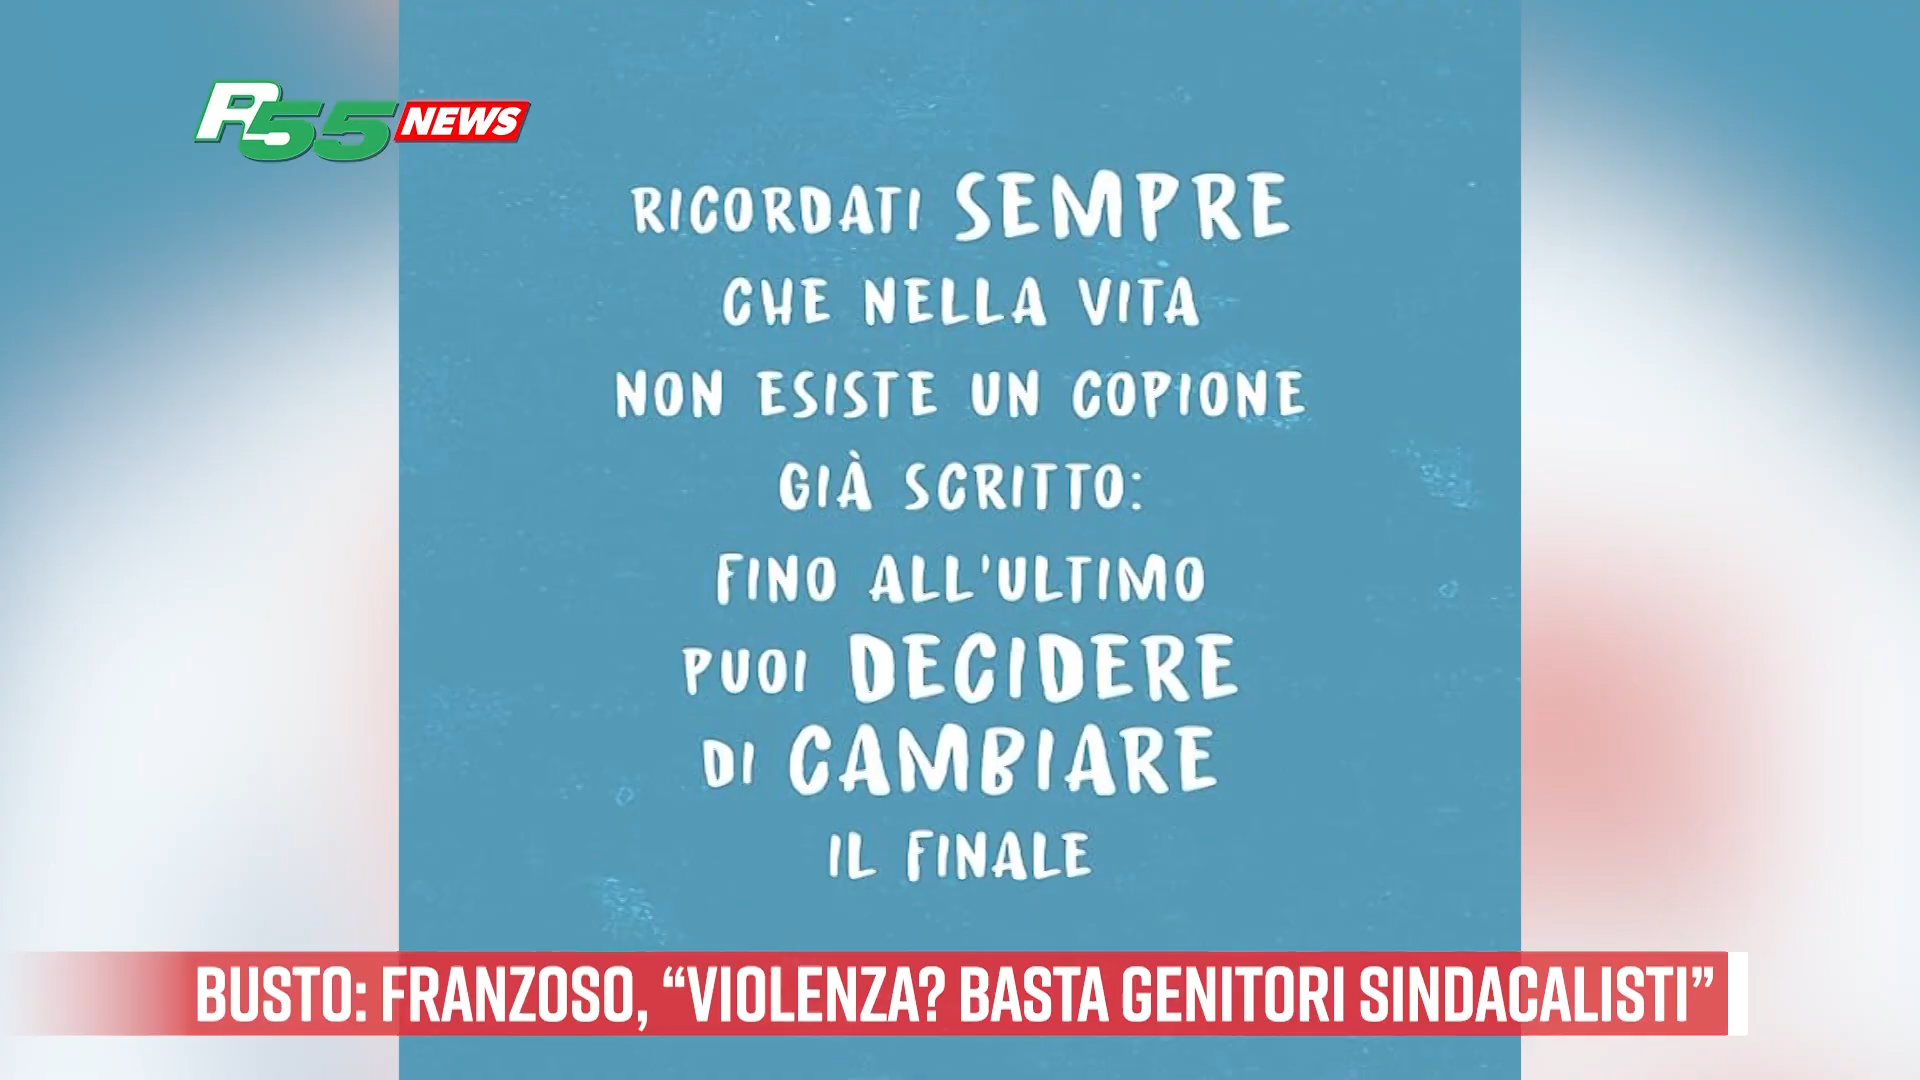 R55 NEWS
RICORDATI SEMPRE
CHE NELLA VITA
NON ESISTE UN COPIONE
GIÀ SCRITTO:
FINO ALL'ULTIMO
PUOI DECIDERE
DI CAMBIARE
IL FINALE
BUSTO: FRANZOSO, “VIOLENZA? BASTA GENITORI SINDACALISTI”